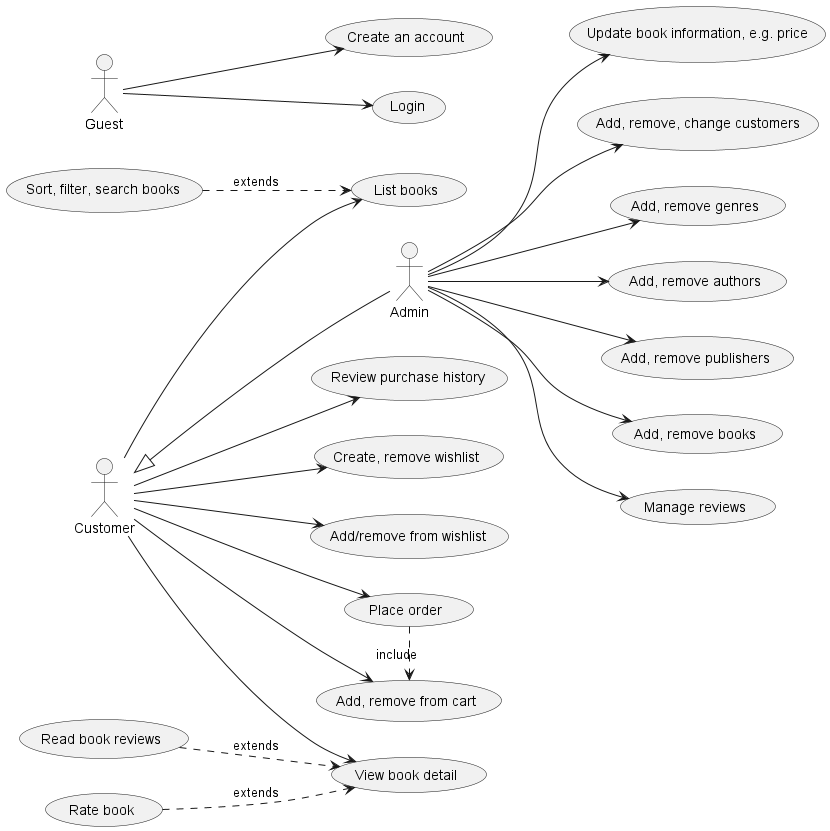 Update book information, e.g. price
Create an account
Guest
Login
Add, remove, change customers
Sort, filter, search books
extends
List books
Add, remove genres
Admin
Add, remove authors
Add, remove publishers
Review purchase history
Add, remove books
Create, remove wishlist
Manage reviews
Customer
Add/remove from wishlist
Place order
include
Add, remove from cart
Read book reviews
extends
View book detail
extends
Rate book